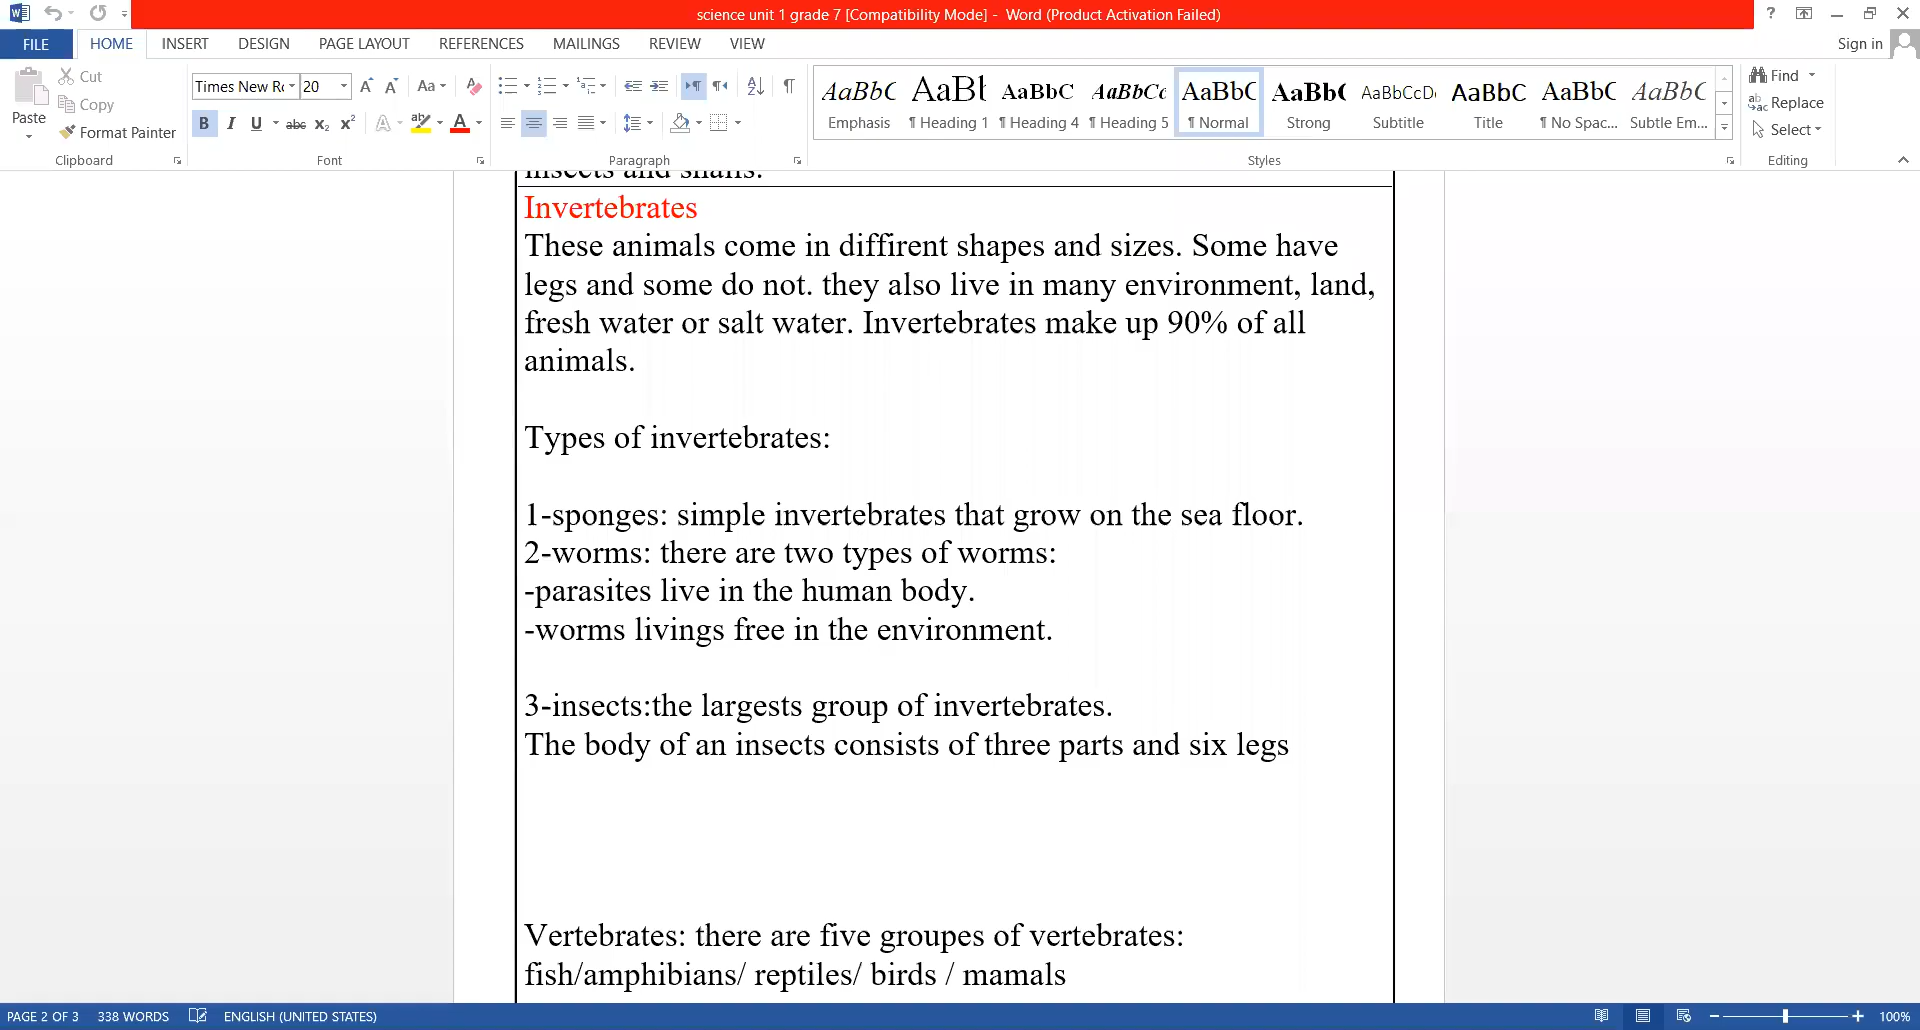 science unit 1 grade 7 [Compatibility Mode] - Word (Product Activation Failed)
FILE HOME INSERT DESIGN PAGE LAYOUT REFERENCES MAILINGS REVIEW VIEW Sign in
Paste
Cut
Copy
Format Painter
Clipboard
Times New Ro 20
Font
Paragraph
AaBbC AaBb AaBbC AaBbCc AaBbC AaBbC AaBbCcDd AaBbC AaBbC AaBbC
Emphasis ¶ Heading 1 ¶ Heading 4 ¶ Heading 5 ¶ Normal Strong Subtitle Title ¶ No Spac... Subtle Em...
Styles
Find
Replace
Select
Editing
insects and snails.
Invertebrates
These animals come in diffirent shapes and sizes. Some have
legs and some do not. they also live in many environment, land,
fresh water or salt water. Invertebrates make up 90% of all
animals.
Types of invertebrates:
1-sponges: simple invertebrates that grow on the sea floor.
2-worms: there are two types of worms:
-parasites live in the human body.
-worms livings free in the environment.
3-insects:the largests group of invertebrates.
The body of an insects consists of three parts and six legs
Vertebrates: there are five groupes of vertebrates:
fish/amphibians/ reptiles/ birds / mamals
PAGE 2 OF 3 338 WORDS ENGLISH (UNITED STATES) 100%